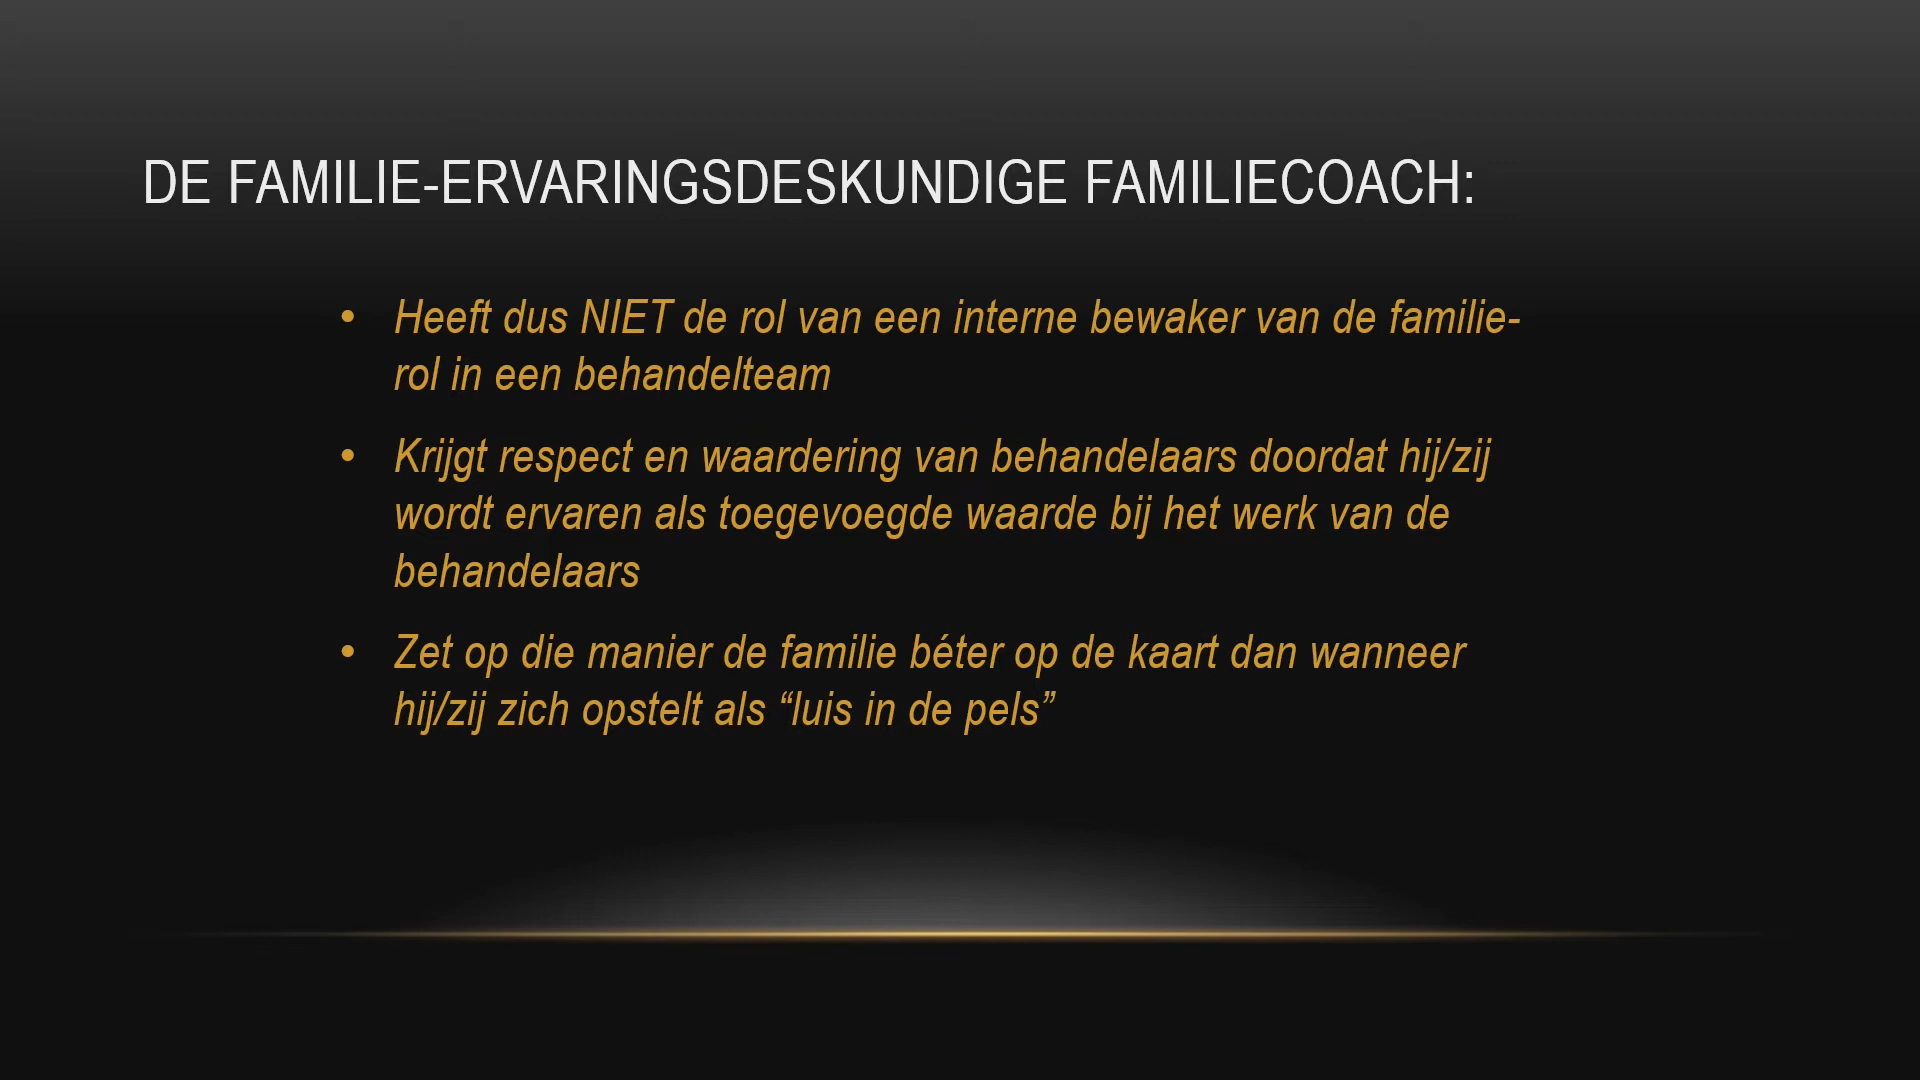 DE FAMILIE-ERVARINGSDESKUNDIGE FAMILIECOACH:
• Heeft dus NIET de rol van een interne bewaker van de familie-
rol in een behandelteam
• Krijgt respect en waardering van behandelaars doordat hij/zij
wordt ervaren als toegevoegde waarde bij het werk van de
behandelaars
• Zet op die manier de familie béter op de kaart dan wanneer
hij/zij zich opstelt als “luis in de pels”